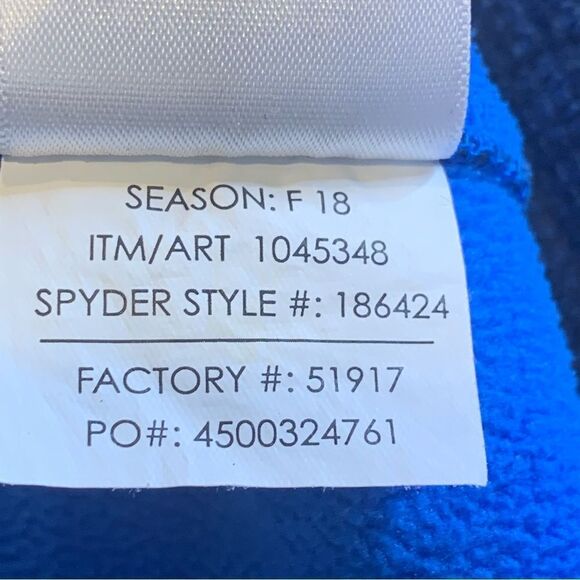 SEASON: F 18
ITM/ART 1045348
SPYDER STYLE #: 186424
FACTORY #: 51917
PO#: 4500324761